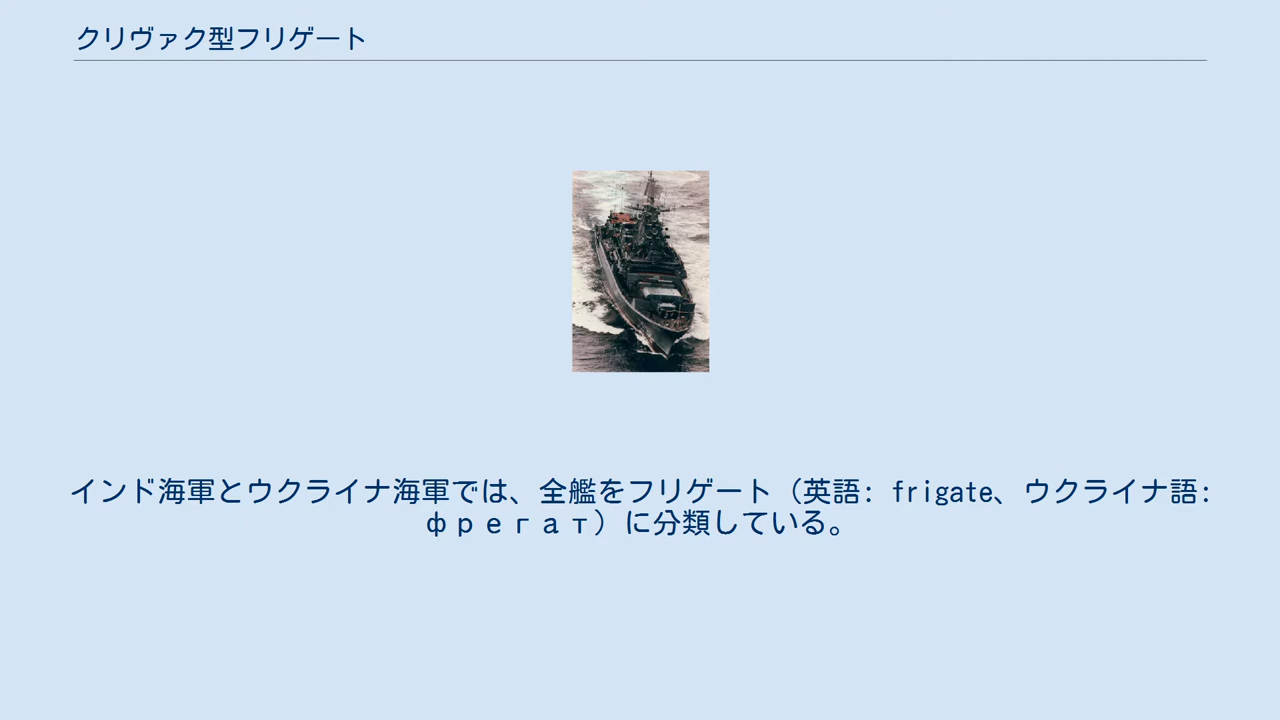 クリヴァク型フリゲート
インド海軍とウクライナ海軍では、全艦をフリゲート（英語: frigate、ウクライナ語:
фрегат）に分類している。